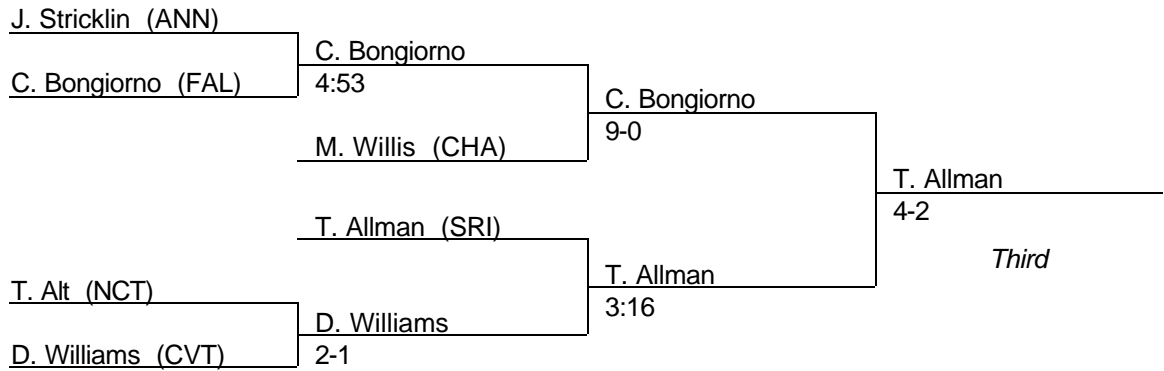 J. Stricklin (ANN)
C. Bongiorno
C. Bongiorno (FAL)
4:53
C. Bongiorno
9-0
M. Willis (CHA)
T. Allman
4-2
T. Allman (SRI)
Third
T. Allman
T. Alt (NCT)
3:16
D. Williams
D. Williams (CVT)
2-1